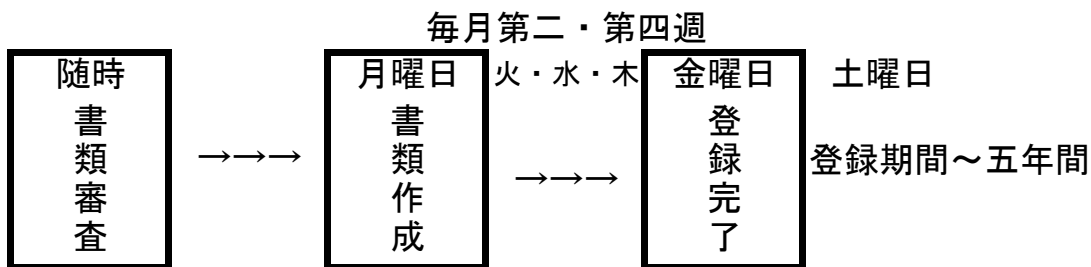 毎月第二・第四週
随時
書類審査
→→→
月曜日
書類作成
火・水・木
→→→
金曜日
登録完了
土曜日
登録期間～五年間